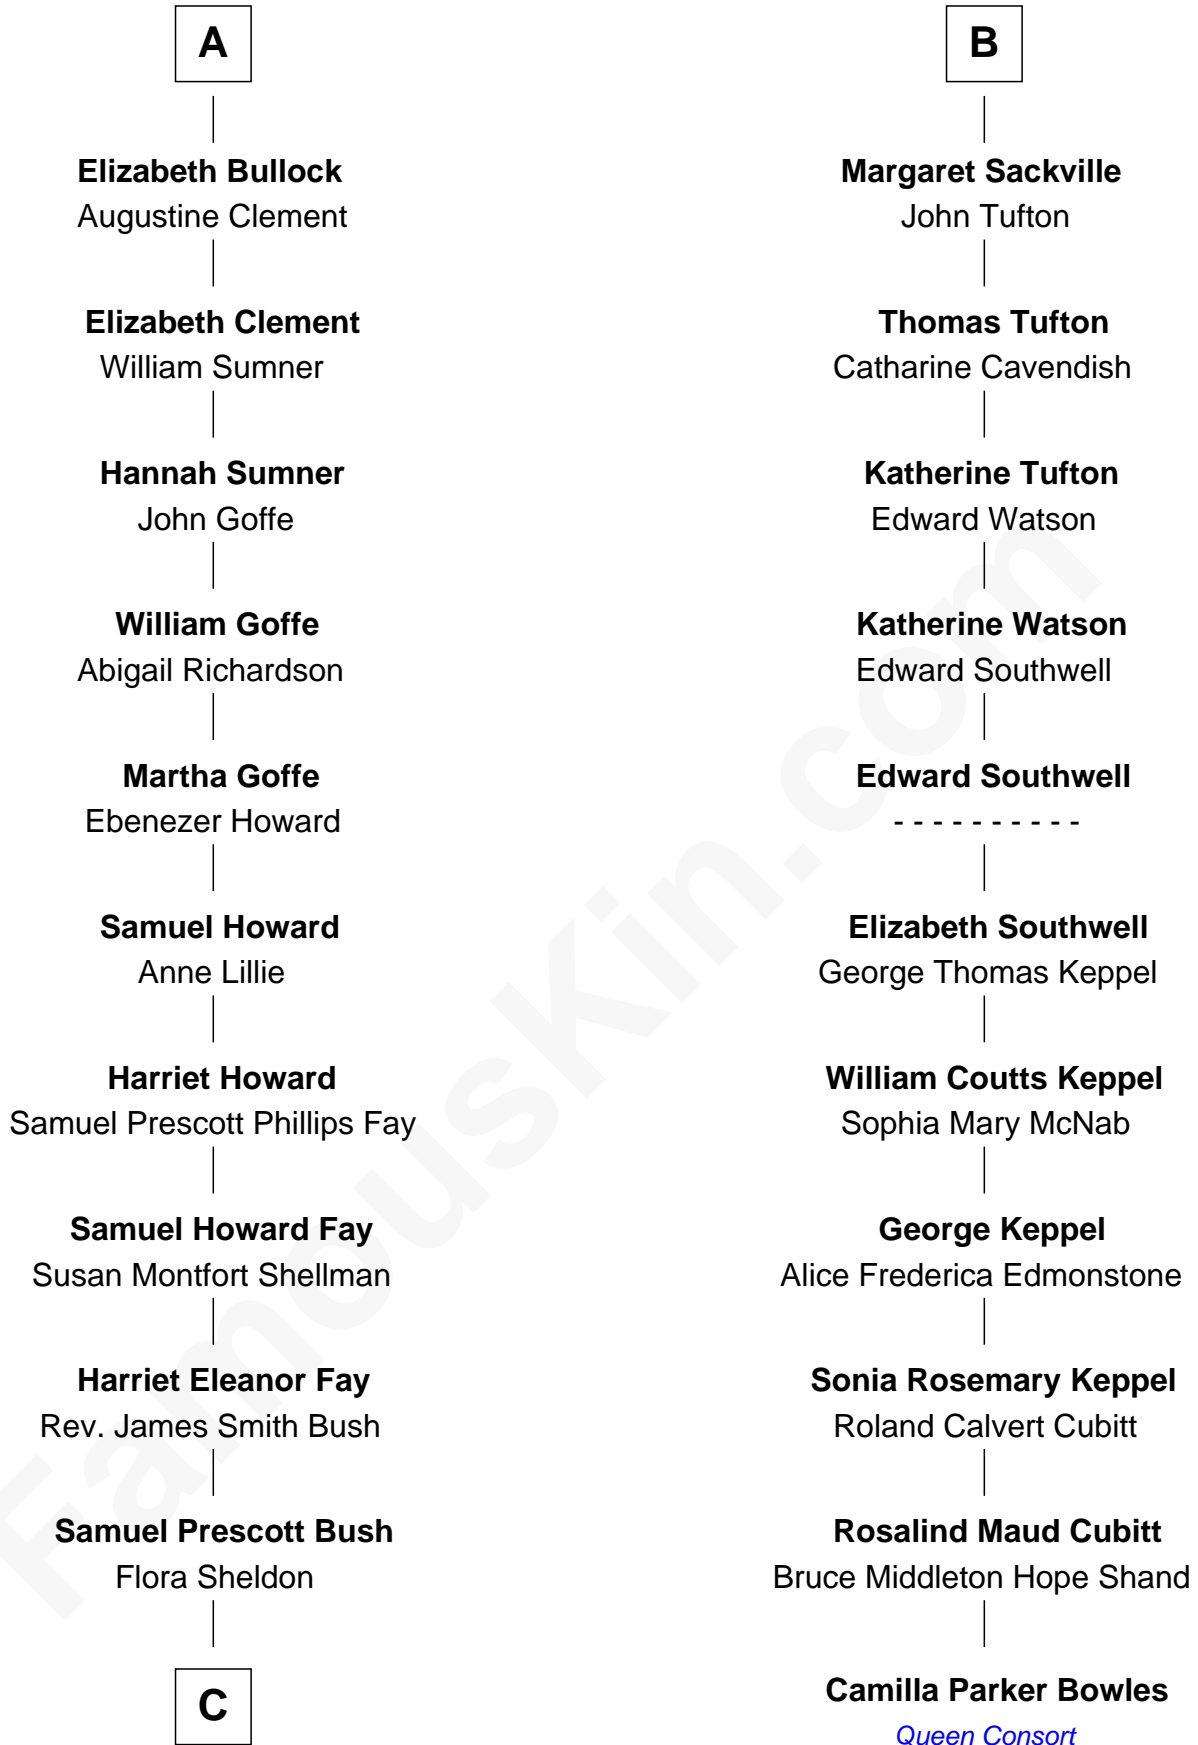 A
Elizabeth Bullock
Augustine Clement
Elizabeth Clement
William Sumner
Hannah Sumner
John Goffe
William Goffe
Abigail Richardson
Martha Goffe
Ebenezer Howard
Samuel Howard
Anne Lillie
Harriet Howard
Samuel Prescott Phillips Fay
Samuel Howard Fay
Susan Montfort Shellman
Harriet Eleanor Fay
Rev. James Smith Bush
Samuel Prescott Bush
Flora Sheldon
C
B
Margaret Sackville
John Tufton
Thomas Tufton
Catharine Cavendish
Katherine Tufton
Edward Watson
Katherine Watson
Edward Southwell
Edward Southwell
- - - - - - - - - -
Elizabeth Southwell
George Thomas Keppel
William Coutts Keppel
Sophia Mary McNab
George Keppel
Alice Frederica Edmonstone
Sonia Rosemary Keppel
Roland Calvert Cubitt
Rosalind Maud Cubitt
Bruce Middleton Hope Shand
Camilla Parker Bowles
Queen Consort
FamousKin.com